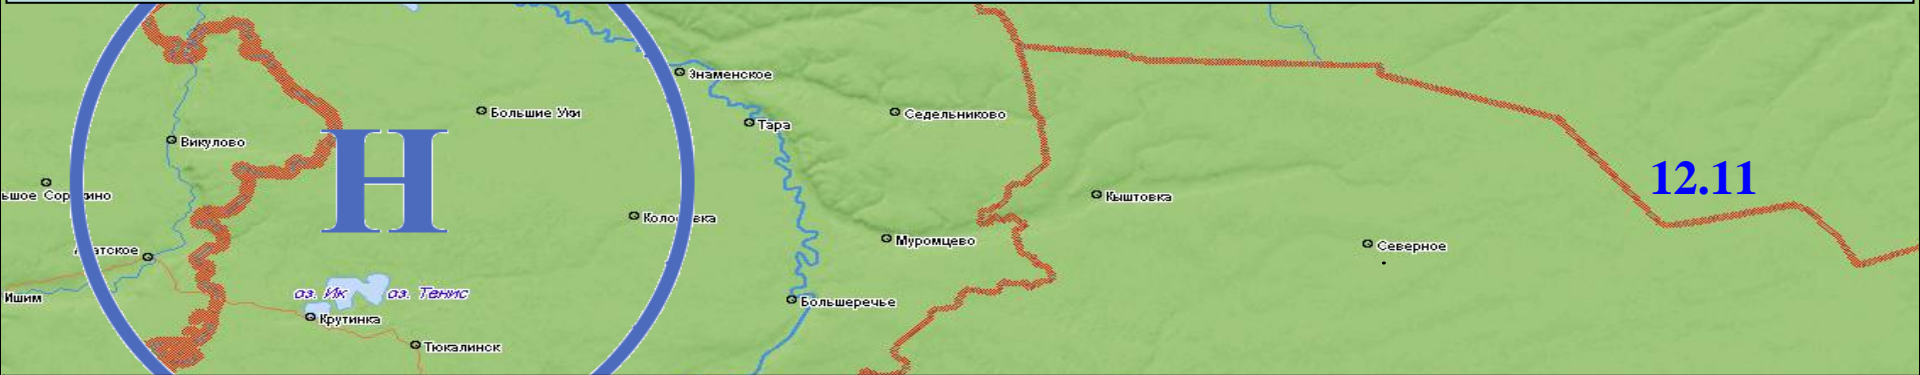 Знаменское
Большие Уки
Седельниково
Тара
Викулово
12.11
Н
Кыштовка
Колосовка
Муромцево
Северное
оз. Ик
оз. Тенис
Ишим
Большеречье
Крутинка
Тюкалинск